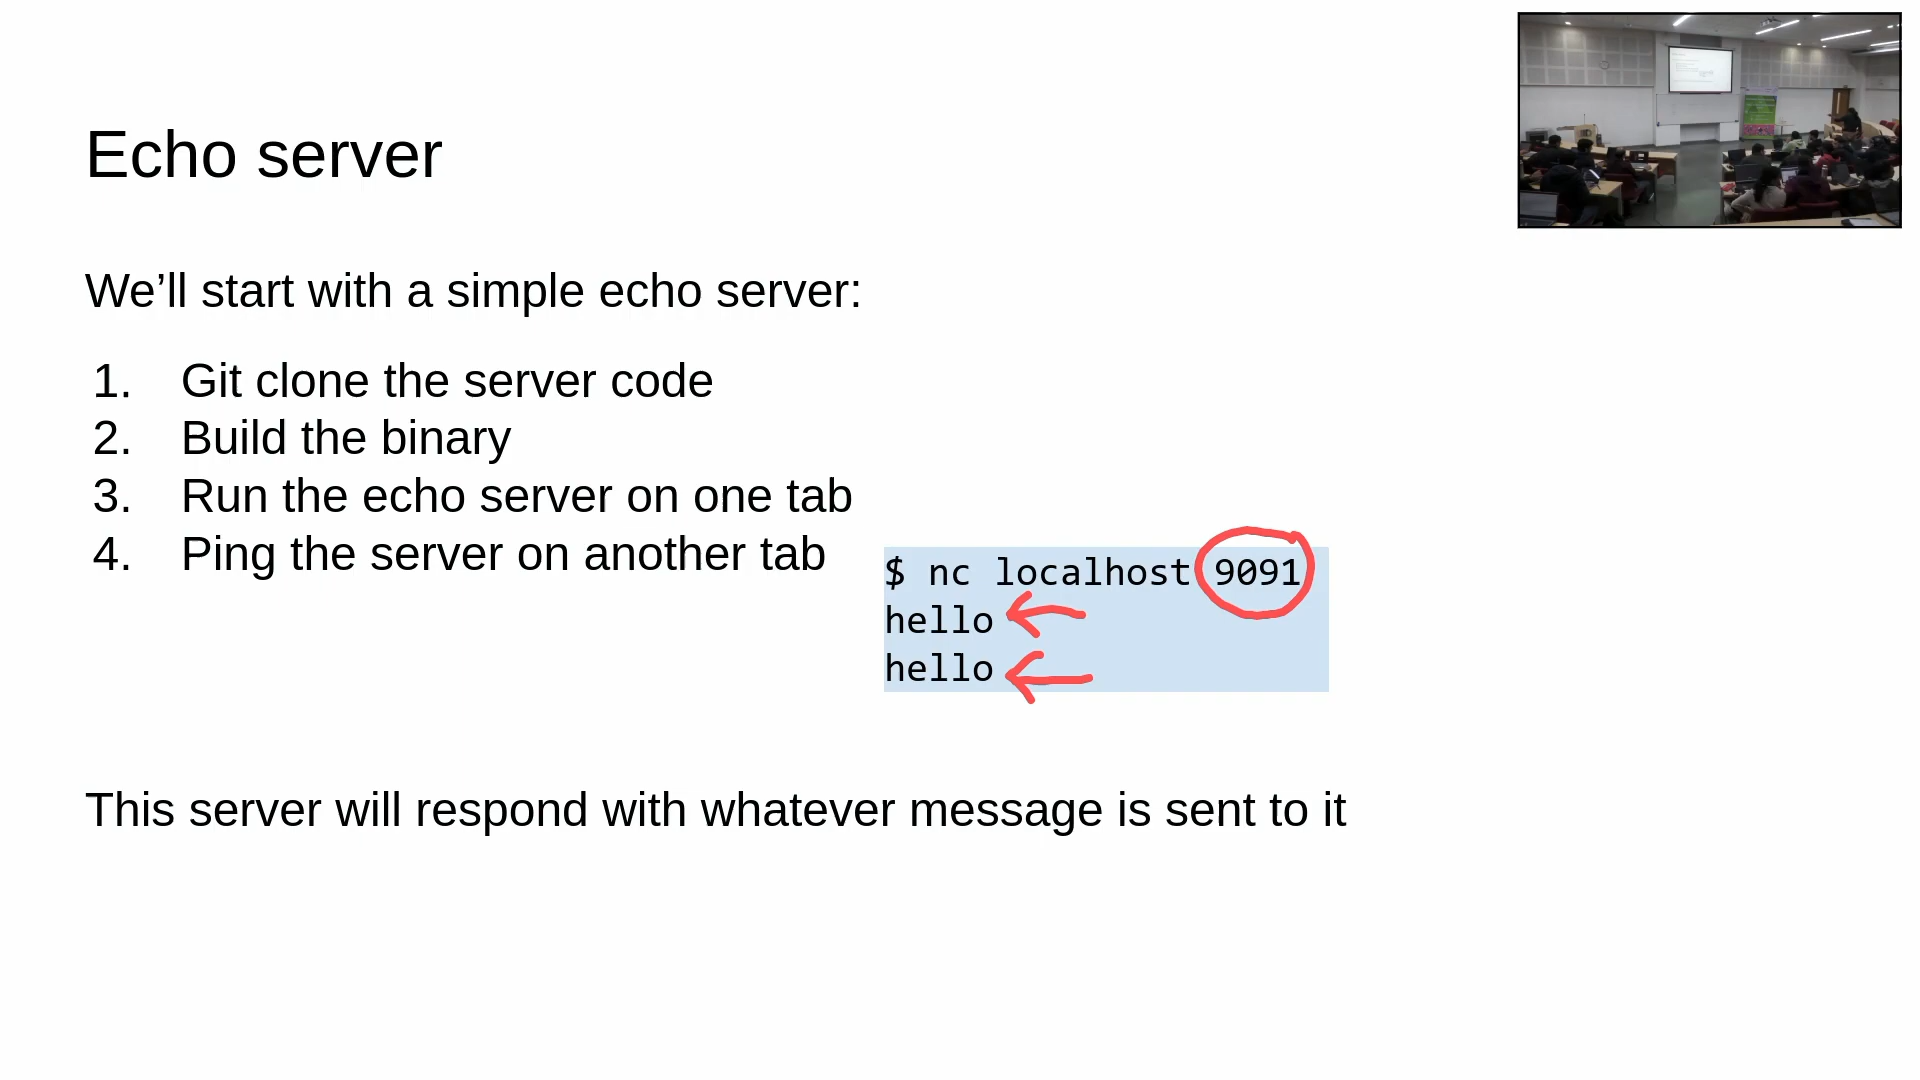 Echo server
We’ll start with a simple echo server:
1. Git clone the server code
2. Build the binary
3. Run the echo server on one tab
4. Ping the server on another tab
$ nc localhost 9091
hello
hello
This server will respond with whatever message is sent to it